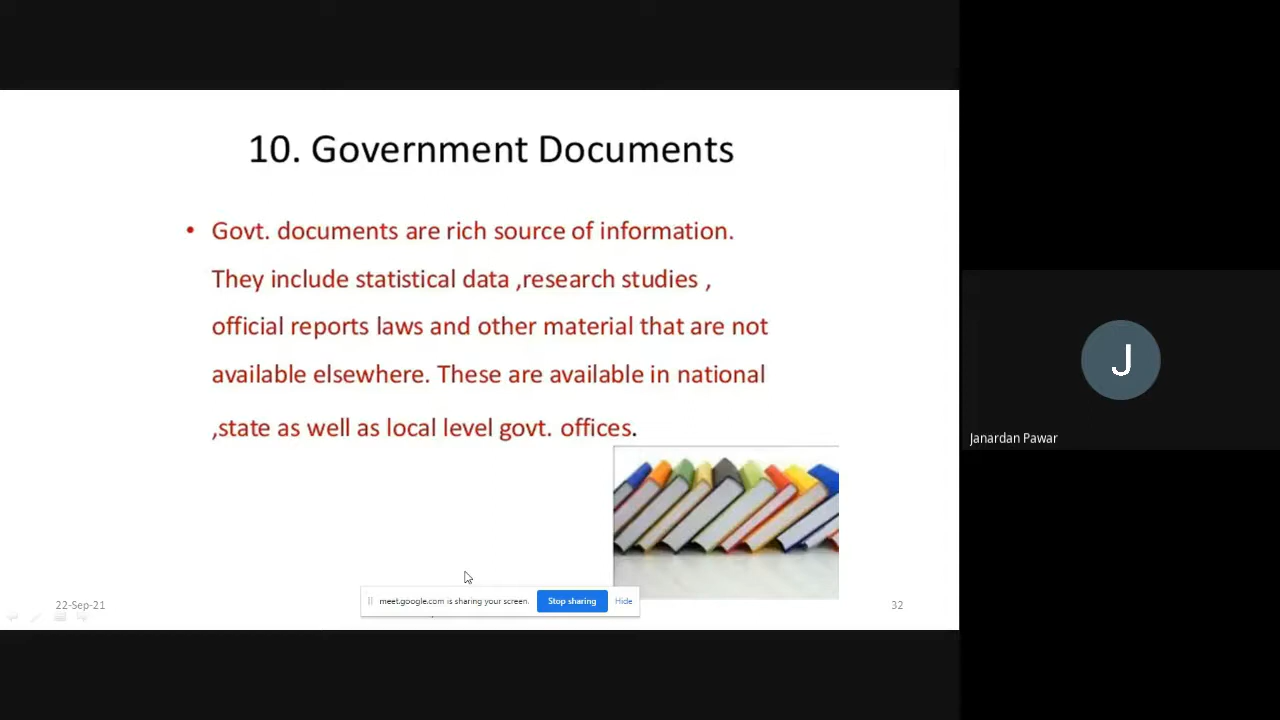 10. Government Documents
• Govt. documents are rich source of information.
They include statistical data ,research studies ,
official reports laws and other material that are not
available elsewhere. These are available in national
,state as well as local level govt. offices.
J
Janardan Pawar
meet.google.com is sharing your screen.
Stop sharing
Hide
22-Sep-21
32